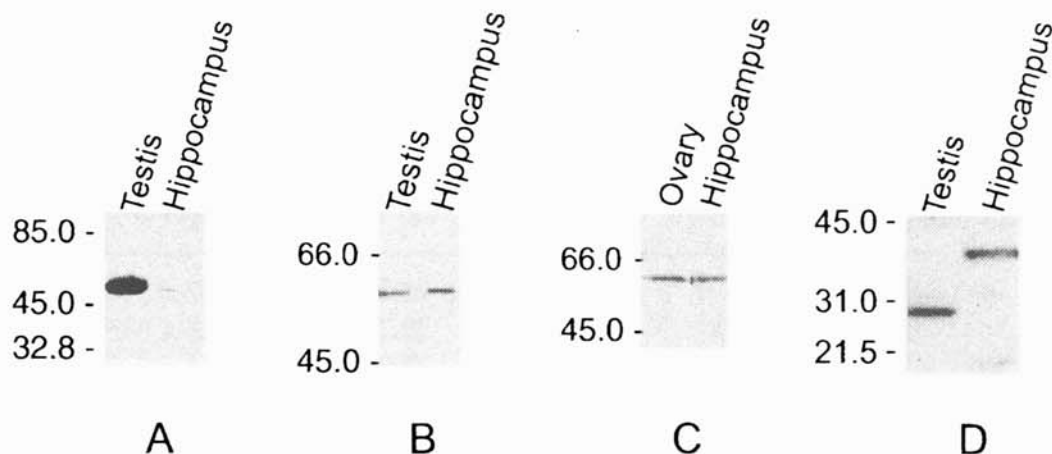 Testis
Hippocampus
85.0 -
45.0 -
32.8 -
A
Testis
Hippocampus
66.0 -
45.0 -
B
Ovary
Hippocampus
66.0 -
45.0 -
C
Testis
Hippocampus
45.0 -
31.0 -
21.5 -
D